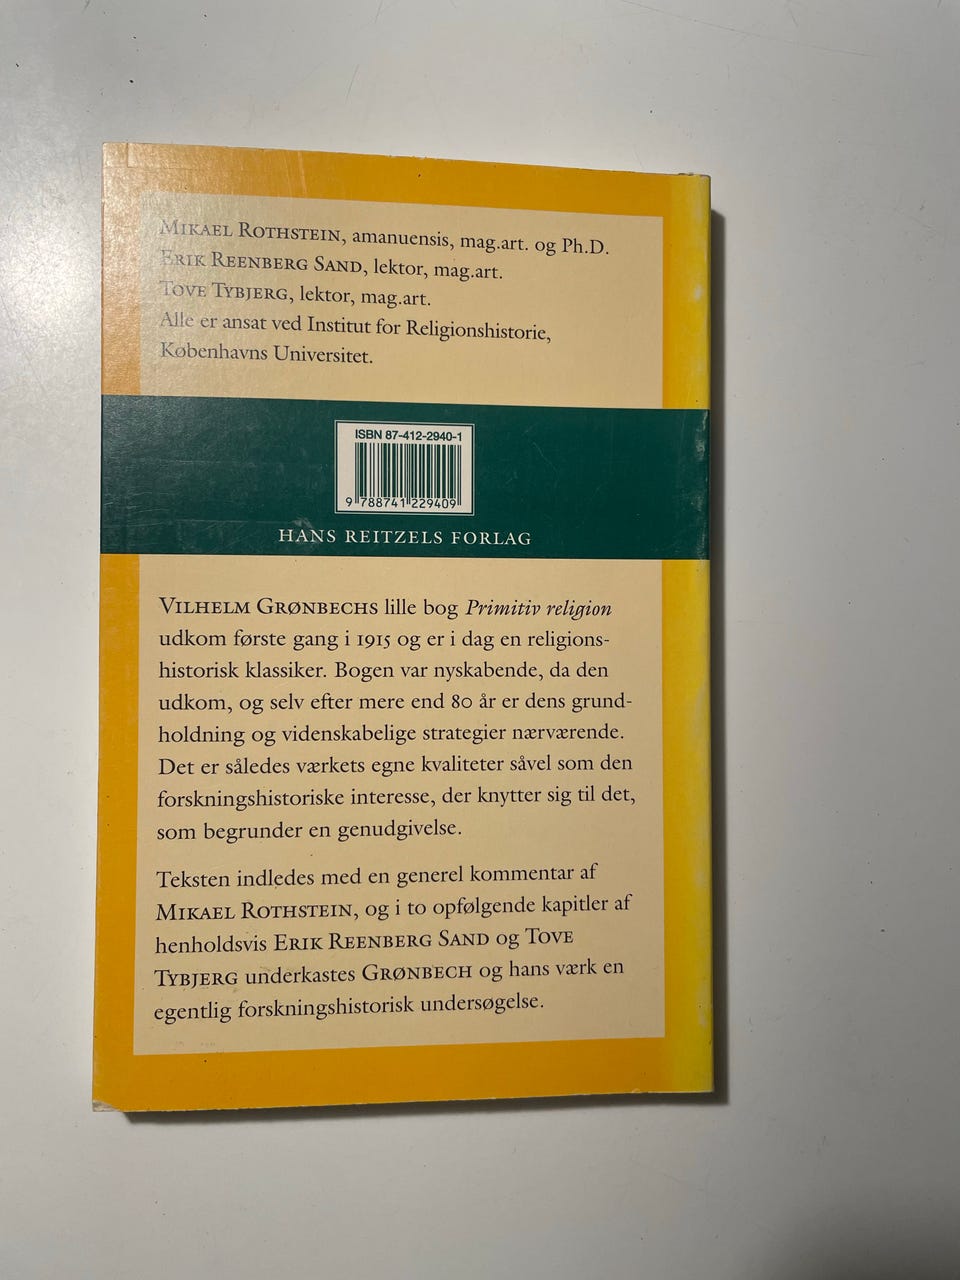 MIKAEL ROTHSTEIN, amanuensis, mag.art. og Ph.D.
ERIK REENBERG SAND, lektor, mag.art.
TOVE TYBJERG, lektor, mag.art.
Alle er ansat ved Institut for Religionshistorie,
Københavns Universitet.
ISBN 87-412-2940-1
9 788741 229409
HANS REITZELS FORLAG
VILHELM GRØNBECHS lille bog Primitiv religion
udkom første gang i 1915 og er i dag en religions-
historisk klassiker. Bogen var nyskabende, da den
udkom, og selv efter mere end 80 år er dens grund-
holdning og videnskabelige strategier nærværende.
Det er således værkets egne kvaliteter såvel som den
forskningshistoriske interesse, der knytter sig til det,
som begrunder en genudgivelse.
Teksten indledes med en generel kommentar af
MIKAEL ROTHSTEIN, og i to opfølgende kapitler af
henholdsvis ERIK REENBERG SAND og TOVE
TYBJERG underkastes GRØNBECH og hans værk en
egentlig forskningshistorisk undersøgelse.